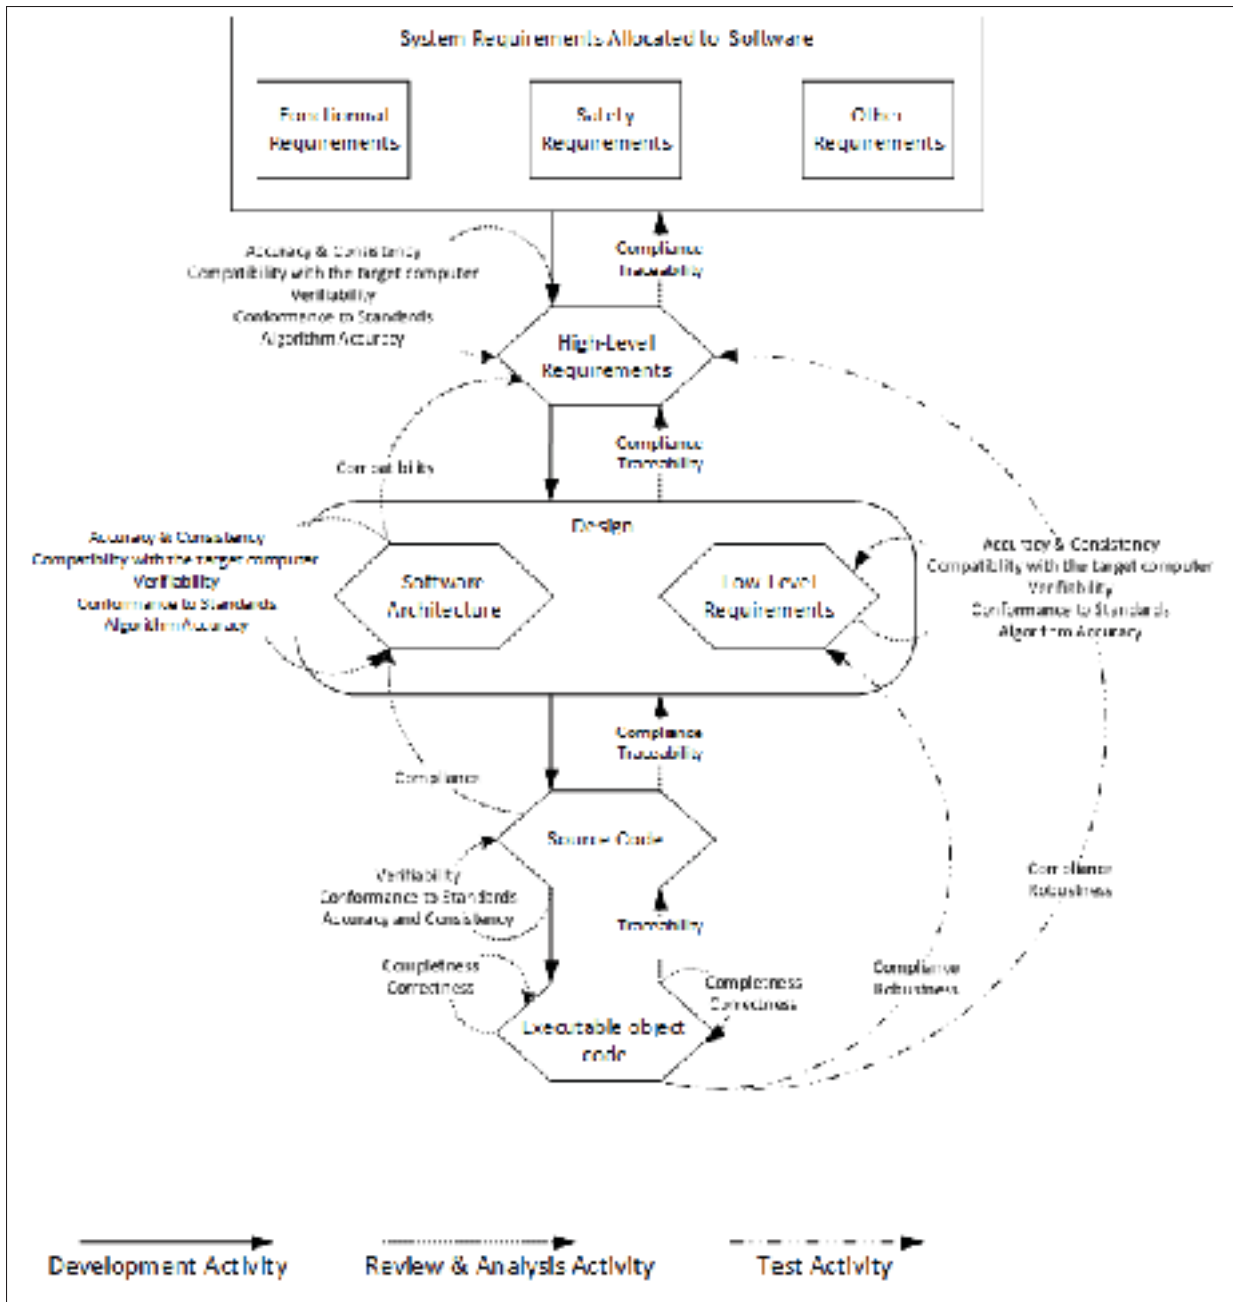 System Requirements Allocated to Software
Fonctionnal
Requirements
Safety
Requirements
Other
Requirements
Accuracy & Consistency
Compatibility with the target computer
Verifiability
Conformance to Standards
Algorithm Accuracy
Compliance
Traceability
High-Level
Requirements
Compatibility
Compliance
Traceability
Design
Accuracy & Consistency
Compatibility with the target computer
Verifiability
Conformance to Standards
Algorithm Accuracy
Software
Architecture
Low-Level
Requirements
Accuracy & Consistency
Compatiblity with the target computer
Verifiability
Conformance to Standards
Algorithm Accuracy
Compliance
Compliance
Traceability
Source Code
Verifiability
Conformance to Standards
Accuracy and Consistency
Traceability
Compliance
Robustness
Completness
Correctness
Completness
Correctness
Compliance
Robustness
Executable object
code
Development Activity
Review & Analysis Activity
Test Activity